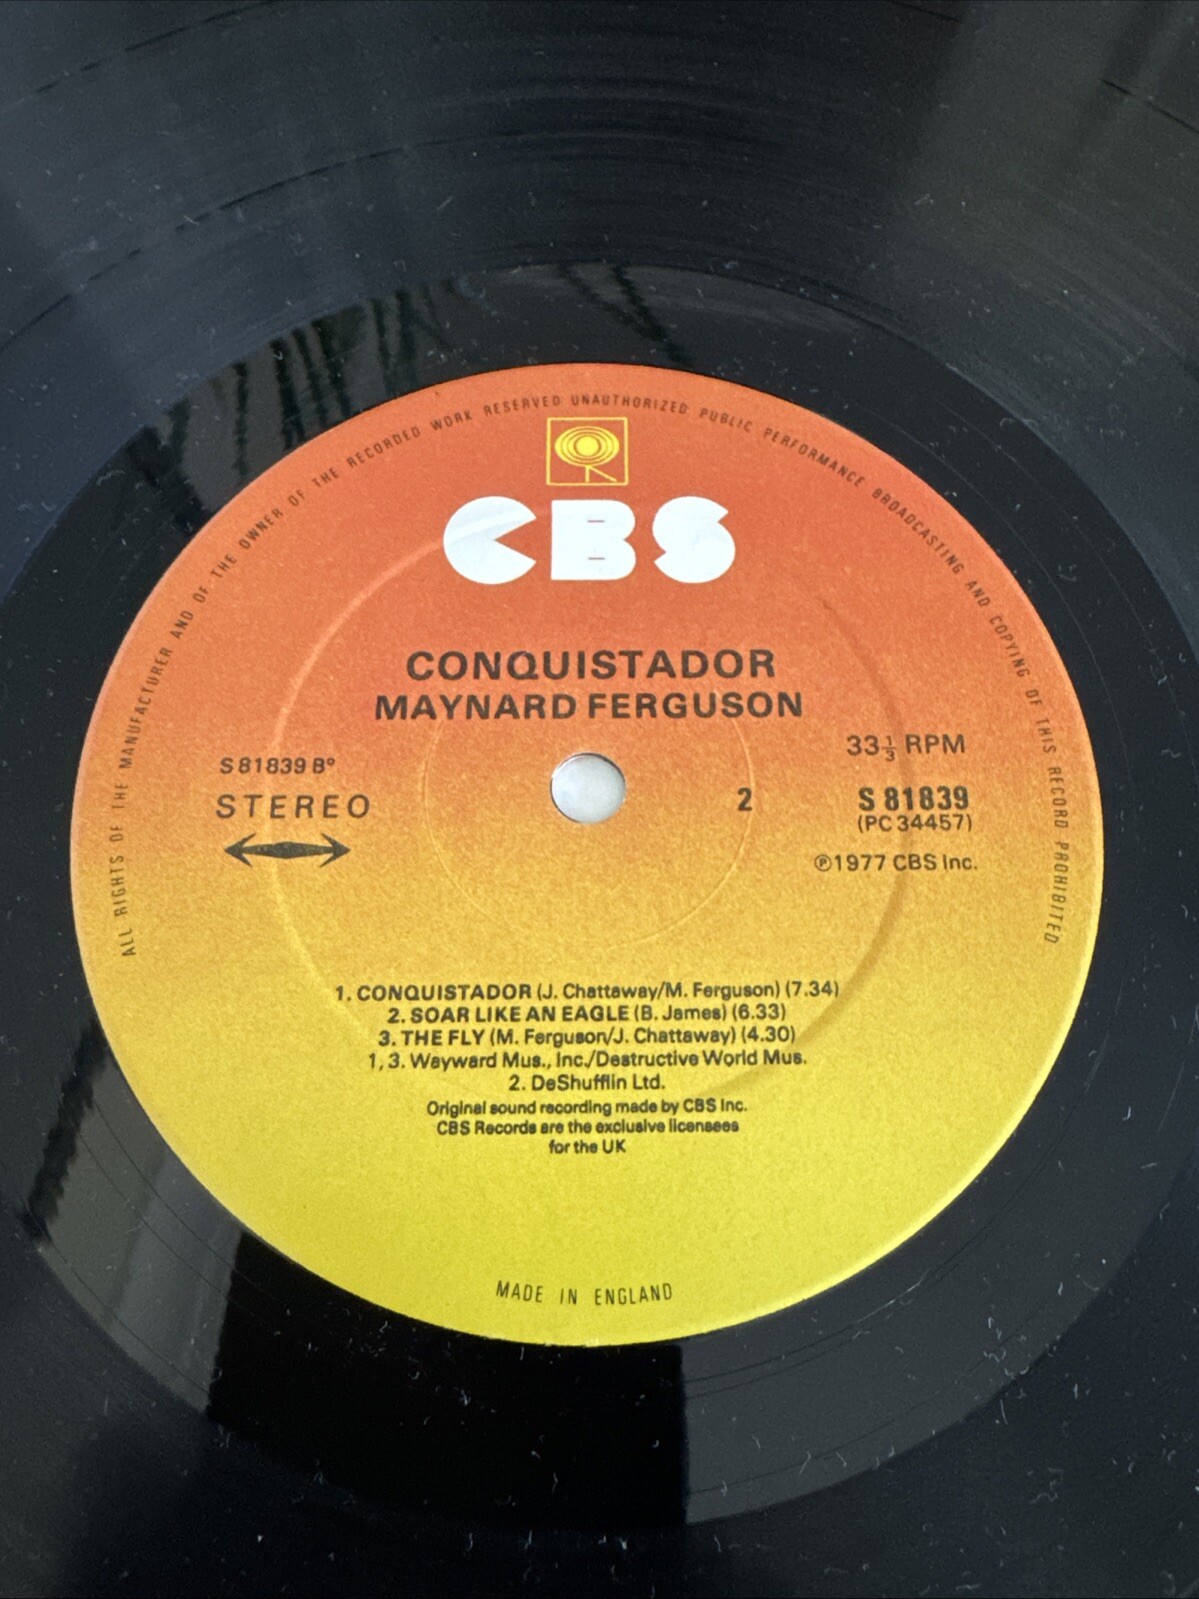 ALL RIGHTS OF THE MANUFACTURER AND OF THE OWNER OF THE RECORDED WORK RESERVED UNAUTHORIZED PUBLIC PERFORMANCE BROADCASTING AND COPYING OF THIS RECORD PROHIBITED
CBS
CONQUISTADOR
MAYNARD FERGUSON
S 81839 B°
STEREO
2
33⅓ RPM
S 81839
(PC 34457)
℗1977 CBS Inc.
1. CONQUISTADOR (J. Chattaway/M. Ferguson) (7.34)
2. SOAR LIKE AN EAGLE (B. James) (6.33)
3. THE FLY (M. Ferguson/J. Chattaway) (4.30)
1, 3. Wayward Mus., Inc./Destructive World Mus.
2. DeShufflin Ltd.
Original sound recording made by CBS Inc.
CBS Records are the exclusive licensees
for the UK
MADE IN ENGLAND